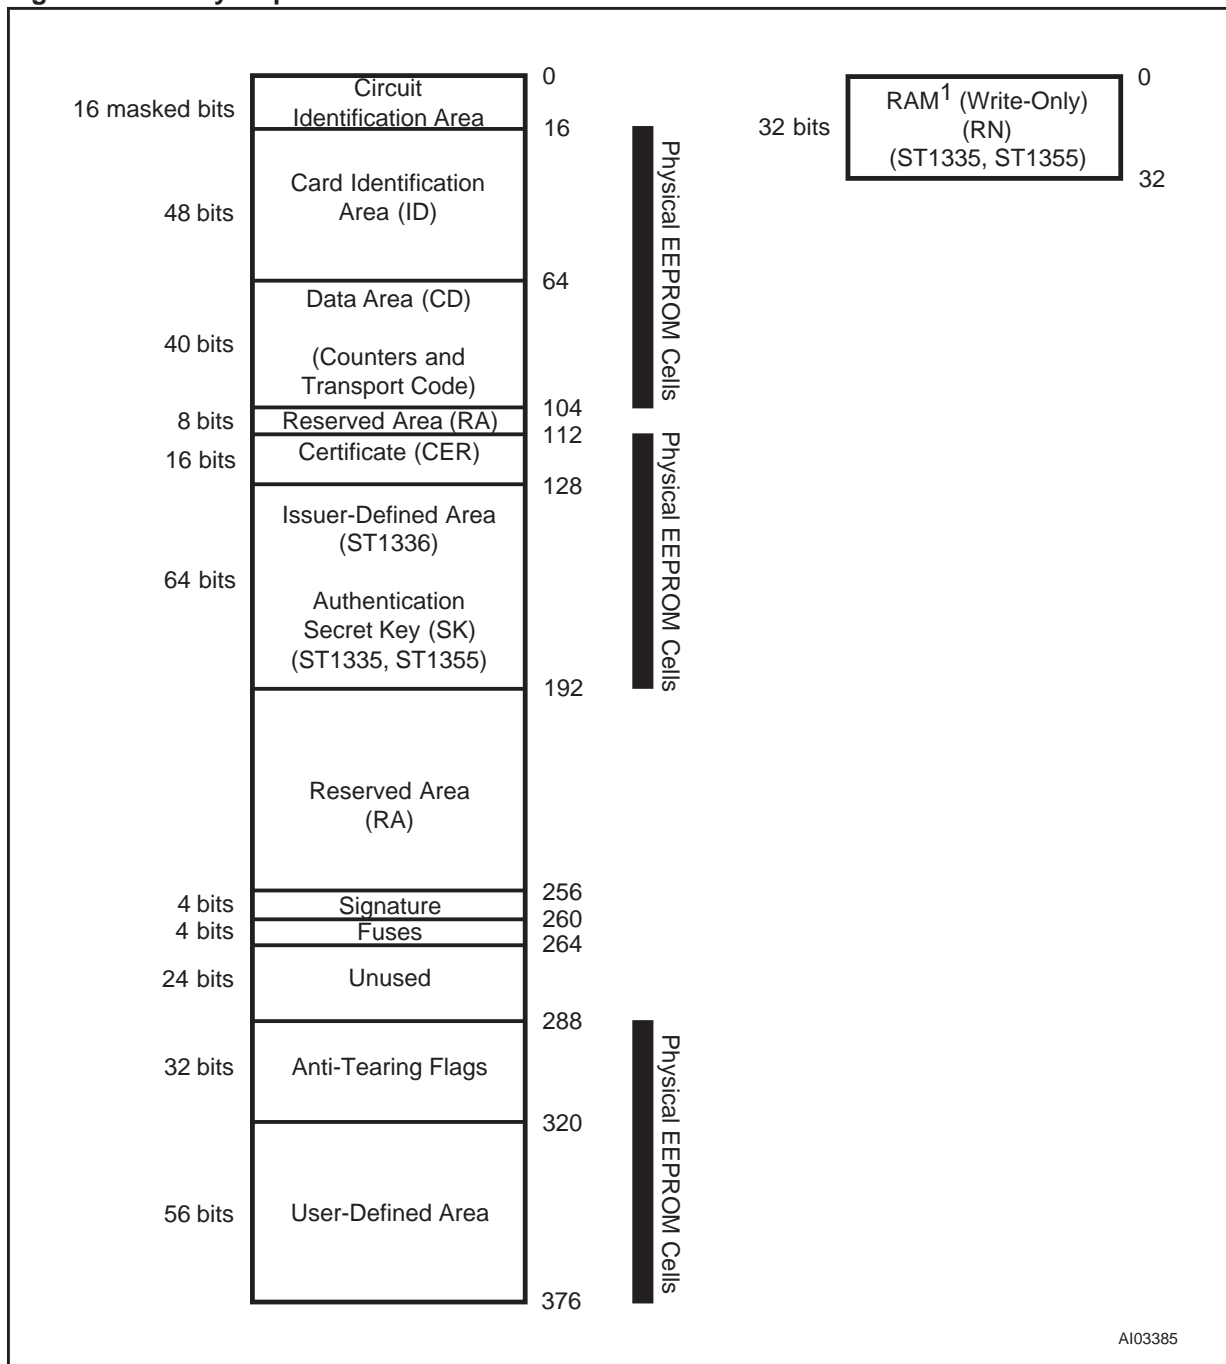 16 masked bits
Circuit
Identification Area
0
16
48 bits
Card Identification
Area (ID)
64
40 bits
Data Area (CD)
(Counters and
Transport Code)
104
8 bits
Reserved Area (RA)
112
16 bits
Certificate (CER)
128
64 bits
Issuer-Defined Area
(ST1336)
Authentication
Secret Key (SK)
(ST1335, ST1355)
192
Reserved Area
(RA)
256
4 bits
Signature
260
4 bits
Fuses
264
24 bits
Unused
288
32 bits
Anti-Tearing Flags
320
56 bits
User-Defined Area
376
Physical EEPROM Cells
Physical EEPROM Cells
Physical EEPROM Cells
32 bits
RAM1 (Write-Only)
(RN)
(ST1335, ST1355)
0
32
AI03385